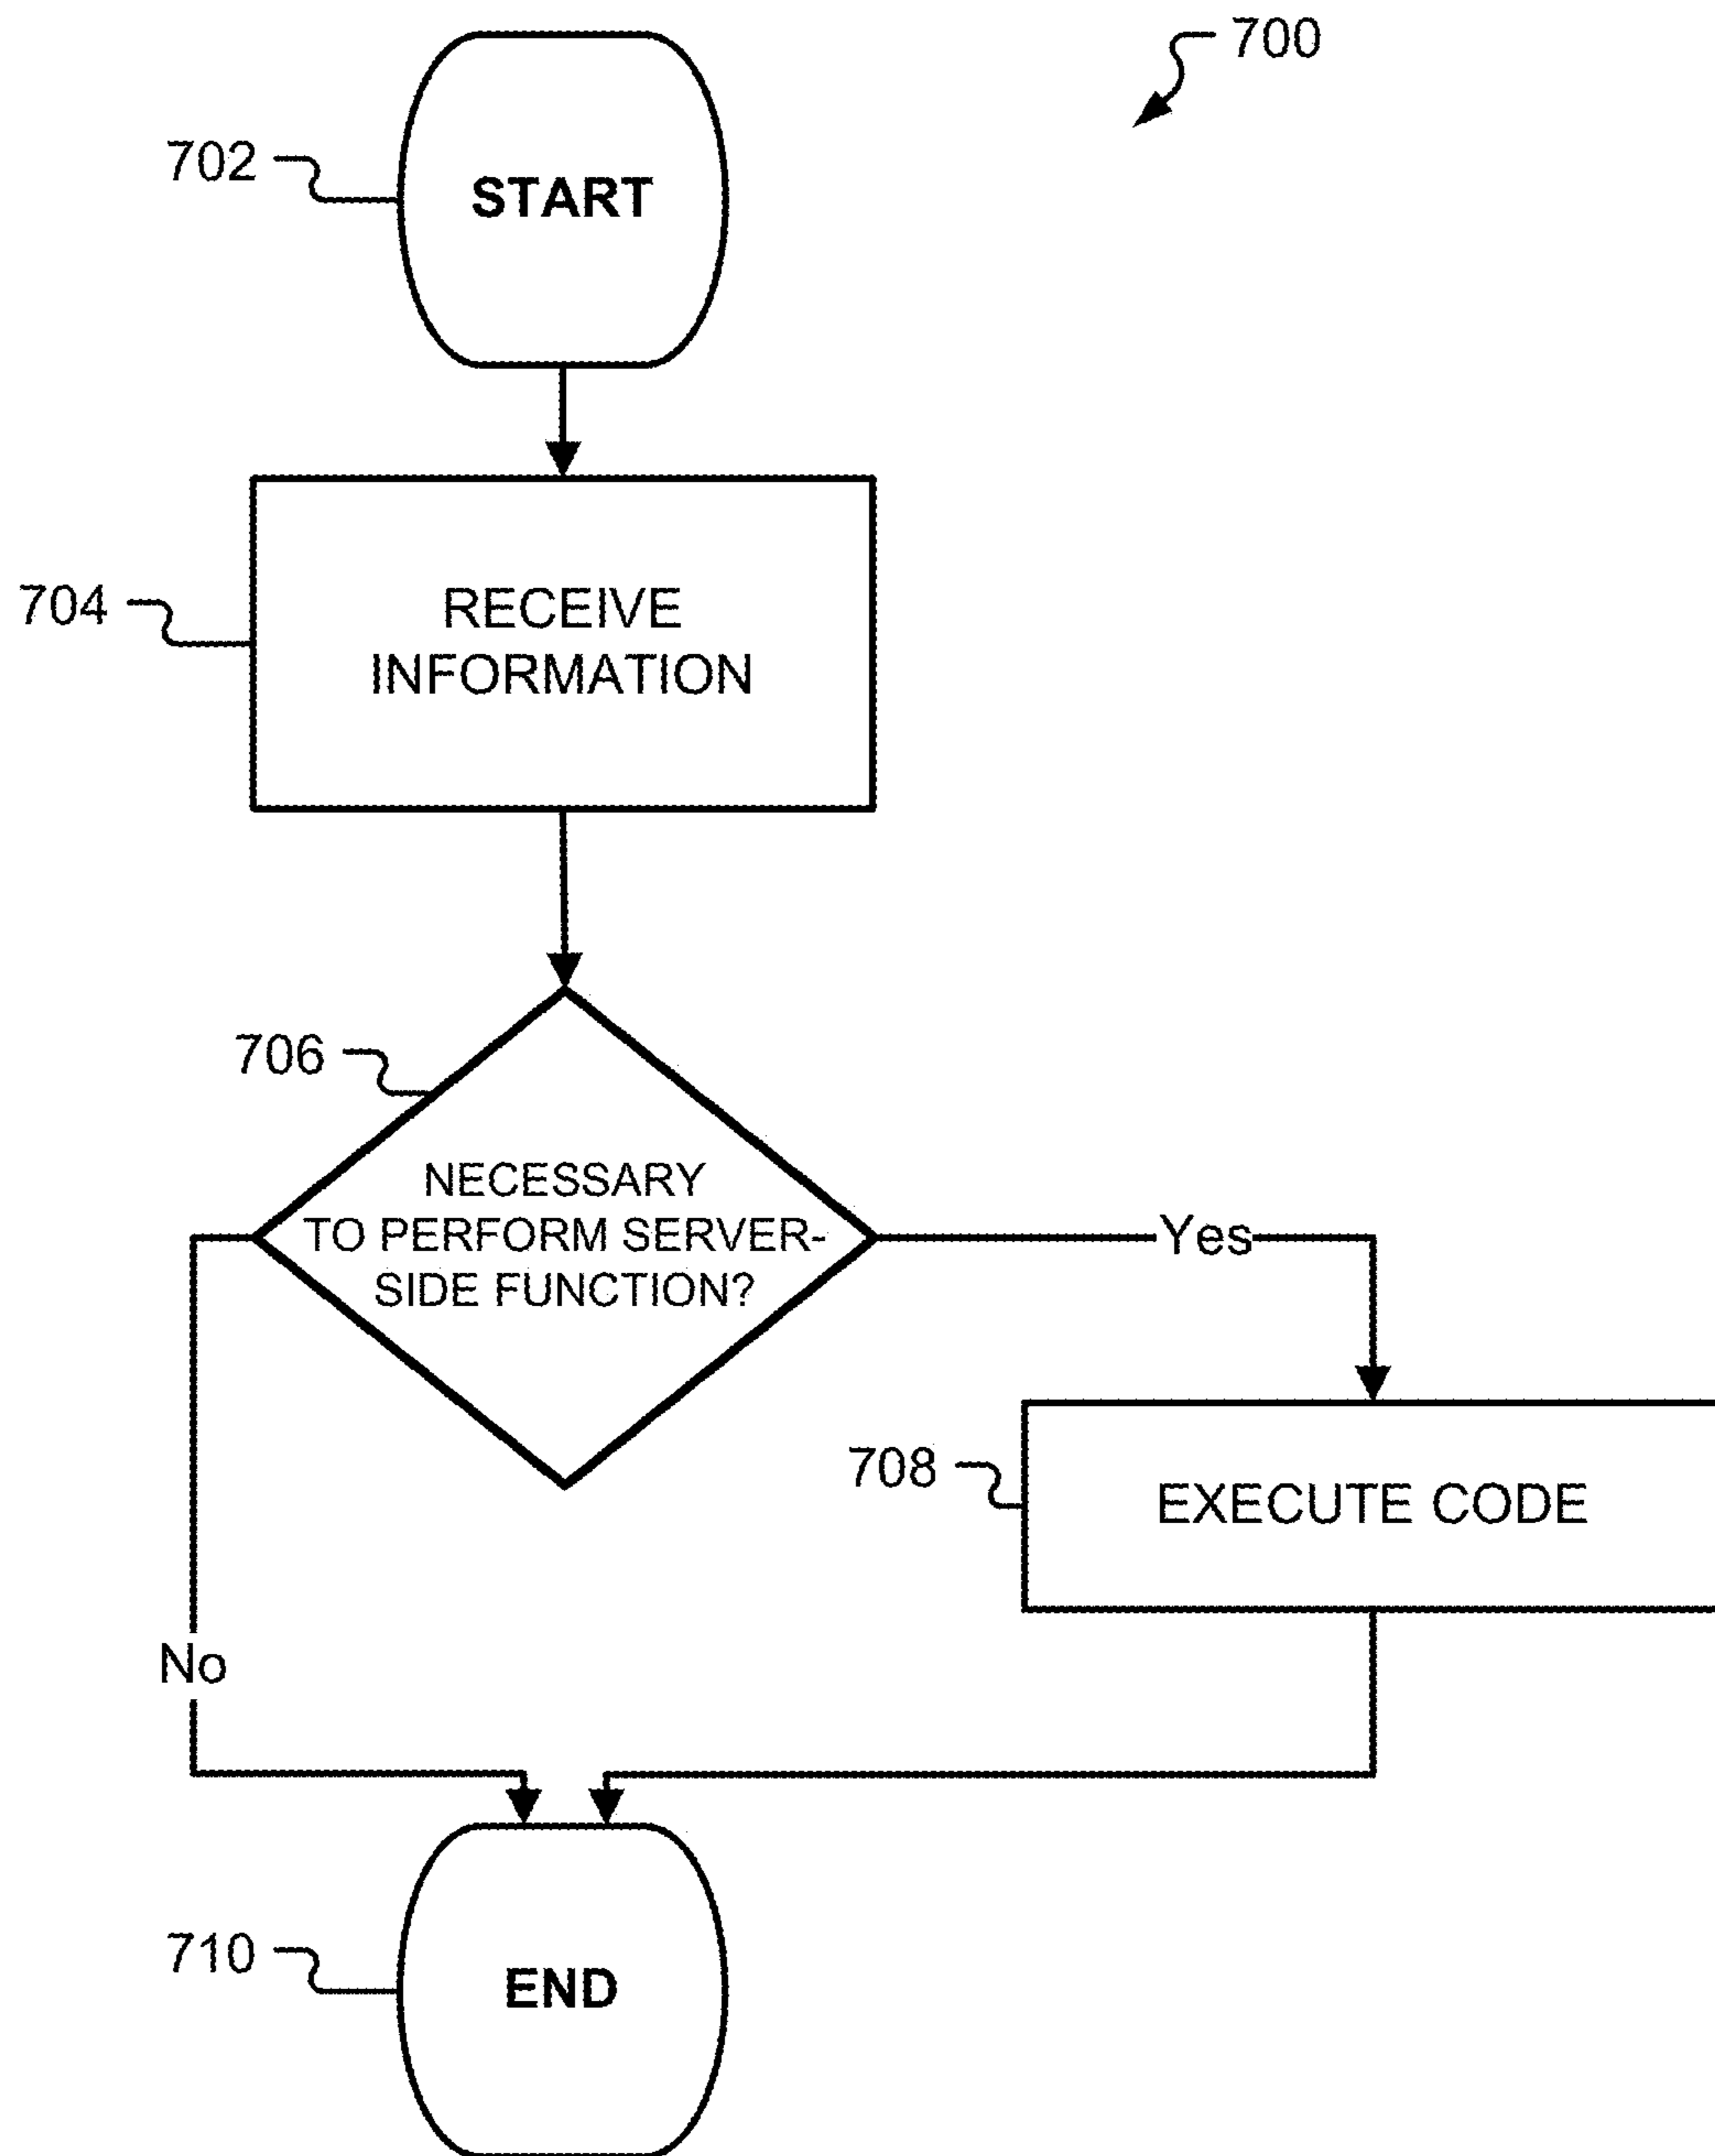 700
702
START
704
RECEIVE
INFORMATION
706
NECESSARY
TO PERFORM SERVER-
SIDE FUNCTION?
Yes
708
EXECUTE CODE
No
710
END